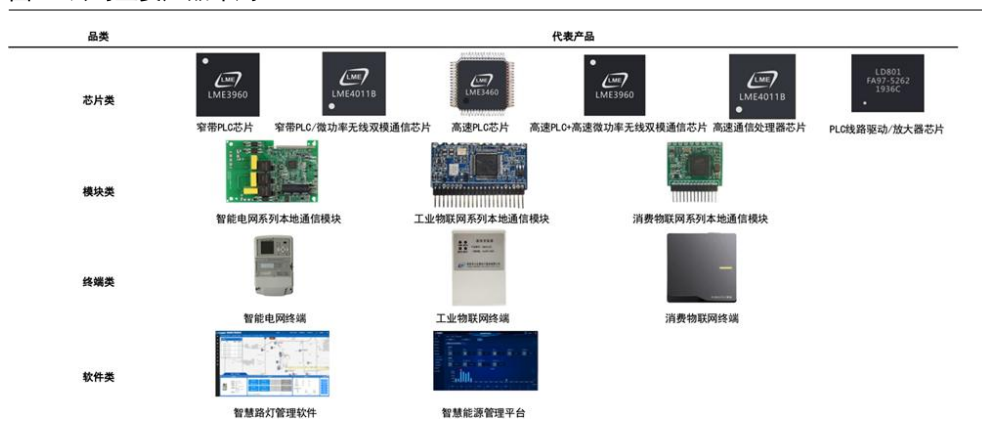 品类 代表产品
LME LME3960
LME LME4011B
LME LME3460
LME LME3960
LME LME4011B
LD801
FA97-5262
1936C
芯片类
窄带PLC芯片 窄带PLC/微功率无线双模通信芯片 高速PLC芯片 高速PLC+高速微功率无线双模通信芯片 高速通信处理器芯片 PLC线路驱动/放大器芯片
模块类
智能电网系列本地通信模块 工业物联网系列本地通信模块 消费物联网系列本地通信模块
终端类
智能电网终端 工业物联网终端 消费物联网终端
软件类
智慧路灯管理软件 智慧能源管理平台